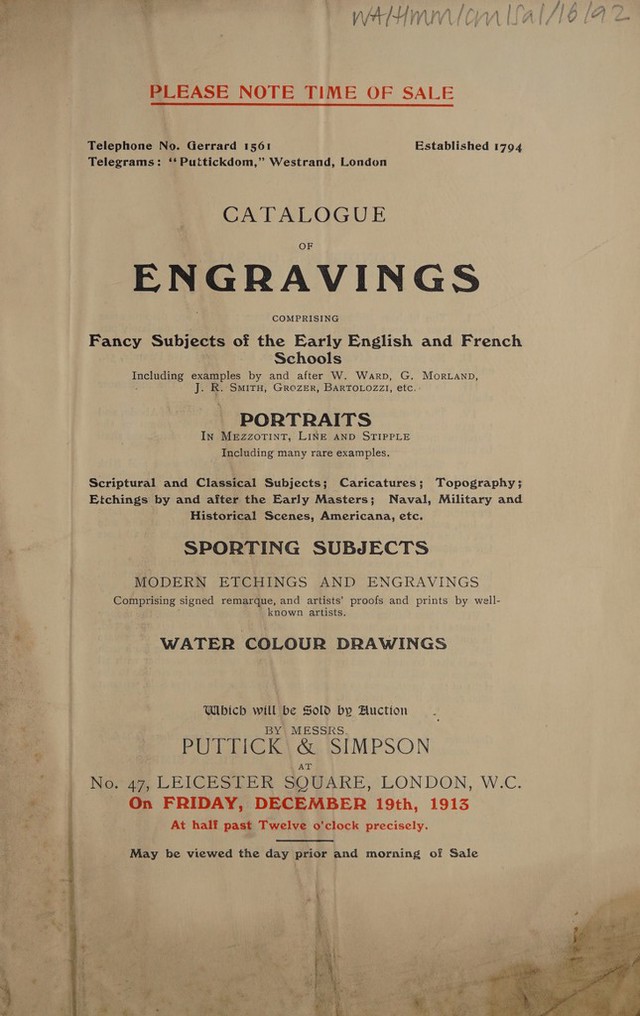 WA/HMM/CM/Sal/16/92
PLEASE NOTE TIME OF SALE
Telephone No. Gerrard 1561 Established 1794
Telegrams: “Puttickdom,” Westrand, London
CATALOGUE
OF
ENGRAVINGS
COMPRISING
Fancy Subjects of the Early English and French
Schools
Including examples by and after W. WARD, G. MORLAND,
J. R. SMITH, GROZER, BARTOLOZZI, etc.
PORTRAITS
IN MEZZOTINT, LINE AND STIPPLE
Including many rare examples.
Scriptural and Classical Subjects; Caricatures; Topography;
Etchings by and after the Early Masters; Naval, Military and
Historical Scenes, Americana, etc.
SPORTING SUBJECTS
MODERN ETCHINGS AND ENGRAVINGS
Comprising signed remarque, and artists' proofs and prints by well-
known artists.
WATER COLOUR DRAWINGS
Which will be Sold by Auction
BY MESSRS.
PUTTICK & SIMPSON
AT
No. 47, LEICESTER SQUARE, LONDON, W.C.
On FRIDAY, DECEMBER 19th, 1913
At half past Twelve o'clock precisely.
May be viewed the day prior and morning of Sale